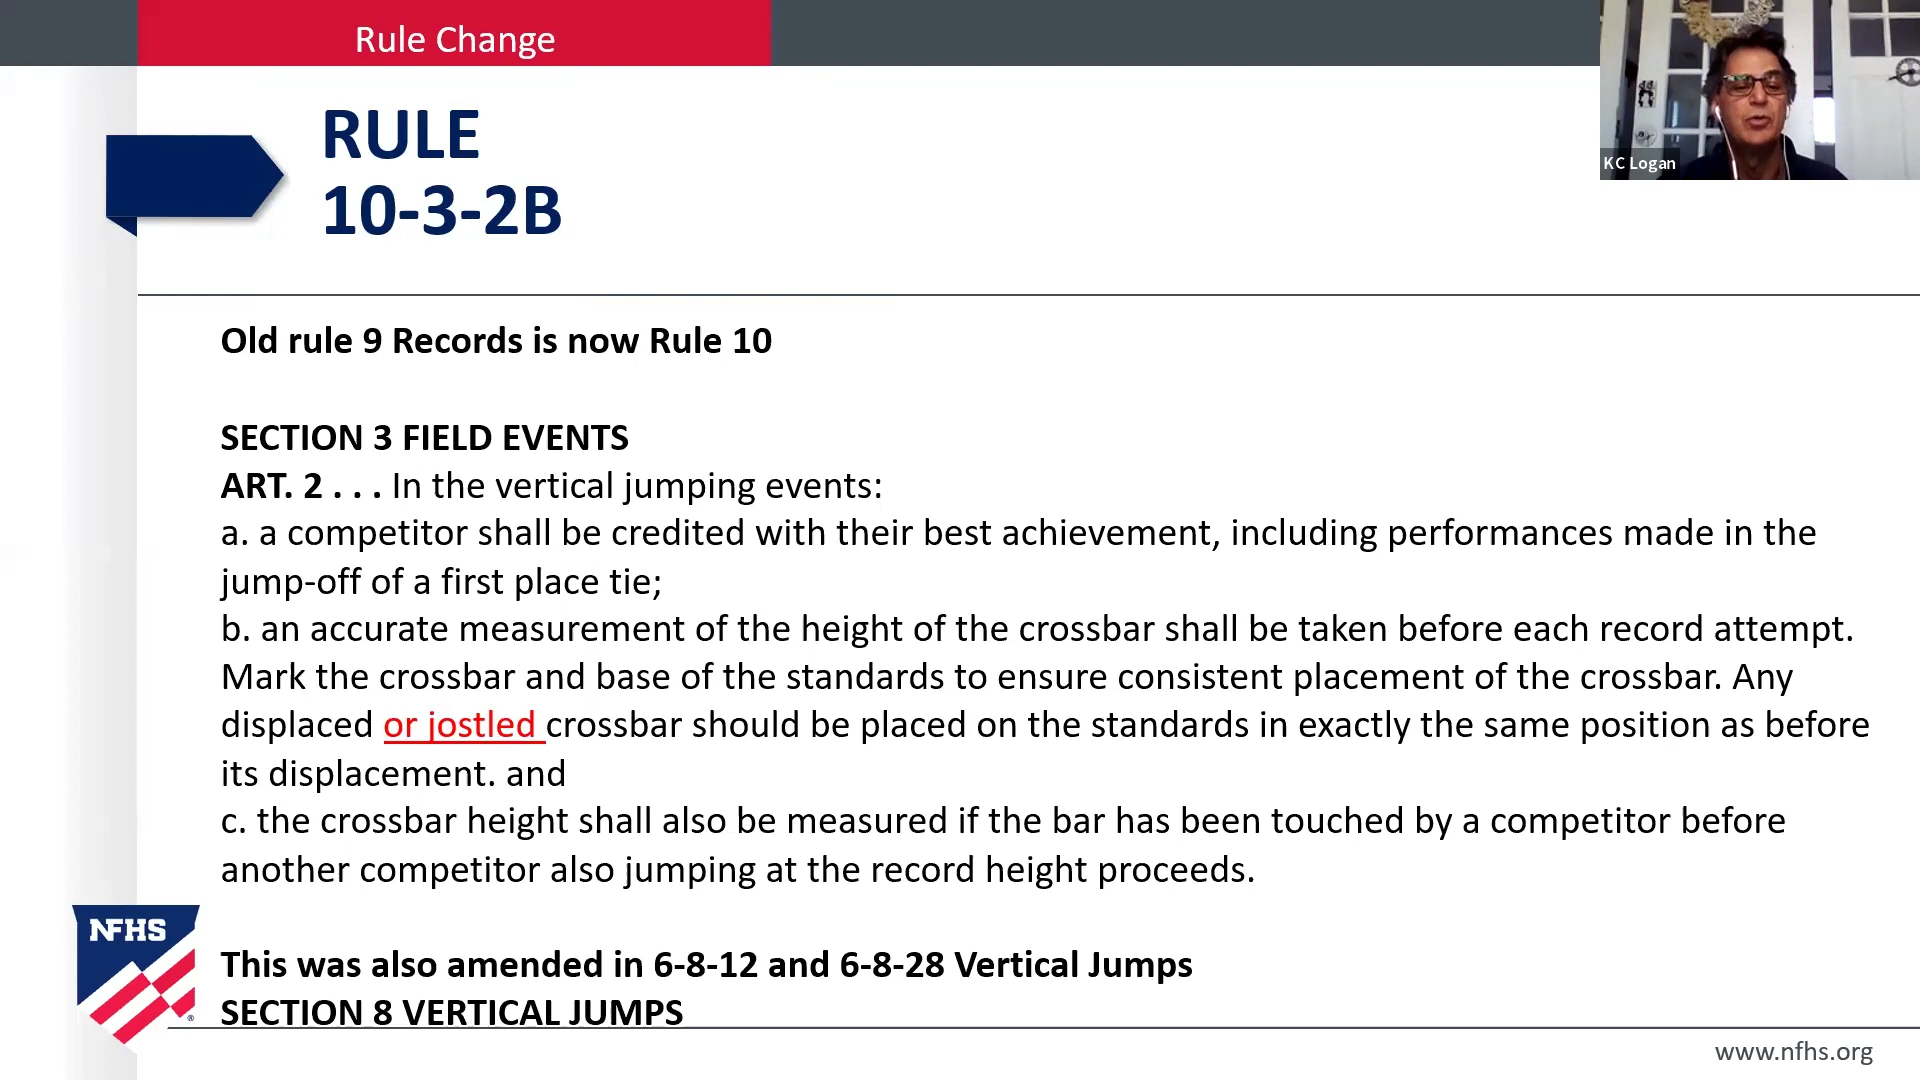 Rule Change
KC Logan
RULE
10-3-2B
Old rule 9 Records is now Rule 10
SECTION 3 FIELD EVENTS
ART. 2 . . . In the vertical jumping events:
a. a competitor shall be credited with their best achievement, including performances made in the
jump-off of a first place tie;
b. an accurate measurement of the height of the crossbar shall be taken before each record attempt.
Mark the crossbar and base of the standards to ensure consistent placement of the crossbar. Any
displaced or jostled crossbar should be placed on the standards in exactly the same position as before
its displacement. and
c. the crossbar height shall also be measured if the bar has been touched by a competitor before
another competitor also jumping at the record height proceeds.
This was also amended in 6-8-12 and 6-8-28 Vertical Jumps
SECTION 8 VERTICAL JUMPS
NFHS
®
www.nfhs.org